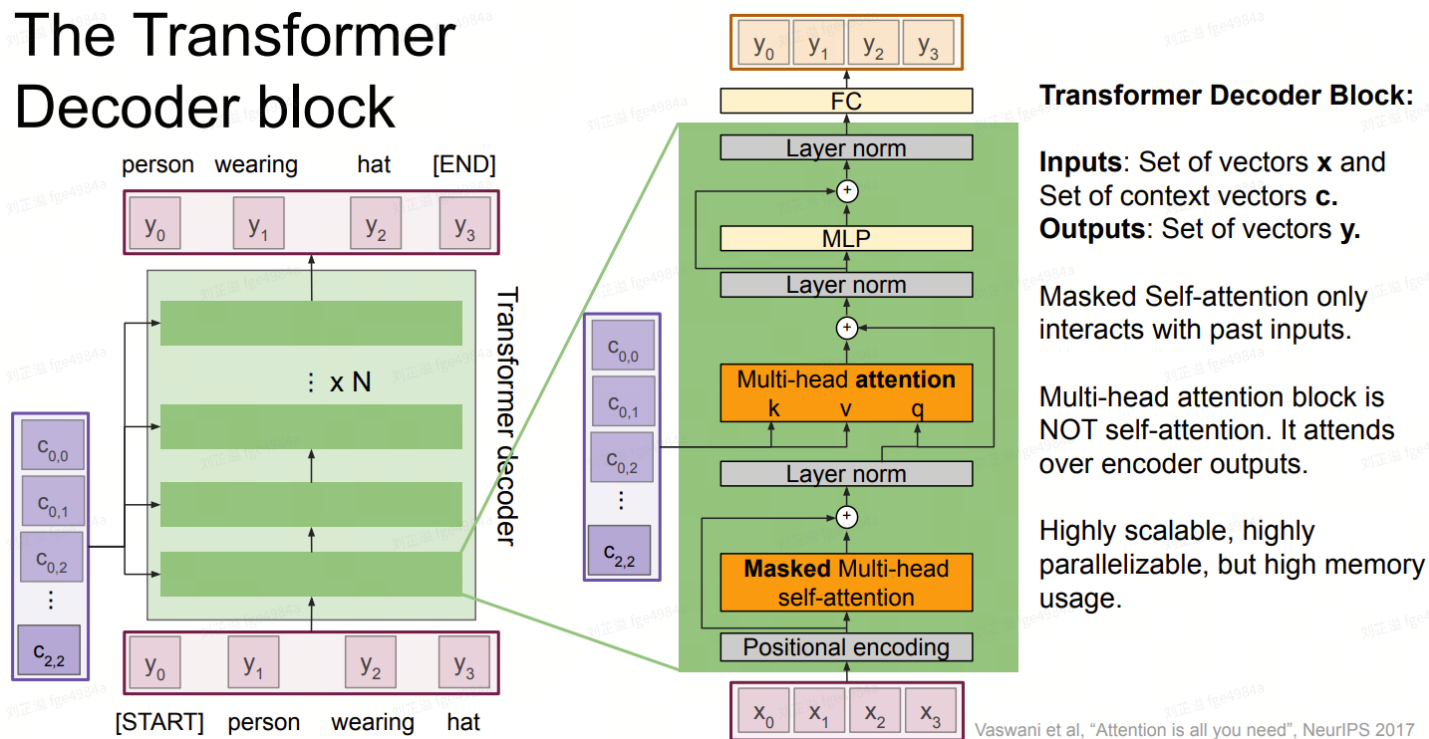 The Transformer
Decoder block
person wearing hat [END]
y0 y1 y2 y3
Transformer decoder
⋮ x N
c0,0
c0,1
c0,2
⋮
c2,2
y0 y1 y2 y3
[START] person wearing hat
y0 y1 y2 y3
FC
Layer norm
+
MLP
Layer norm
+
Multi-head attention
k v q
c0,0
c0,1
c0,2
⋮
c2,2
Layer norm
+
Masked Multi-head
self-attention
Positional encoding
x0 x1 x2 x3
Transformer Decoder Block:
Inputs: Set of vectors x and
Set of context vectors c.
Outputs: Set of vectors y.
Masked Self-attention only
interacts with past inputs.
Multi-head attention block is
NOT self-attention. It attends
over encoder outputs.
Highly scalable, highly
parallelizable, but high memory
usage.
Vaswani et al, “Attention is all you need”, NeurIPS 2017
刘芷溢 fge4984a